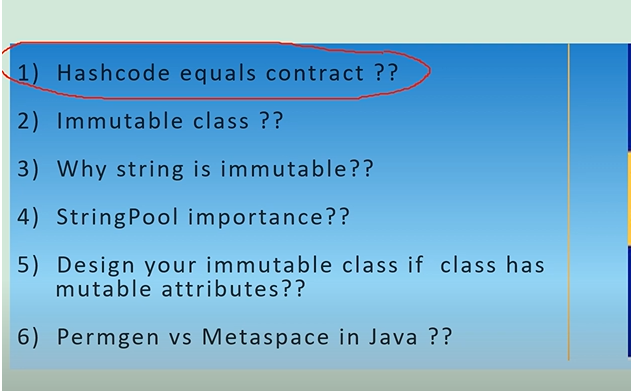 1) Hashcode equals contract ??
2) Immutable class ??
3) Why string is immutable??
4) StringPool importance??
5) Design your immutable class if class has
mutable attributes??
6) Permgen vs Metaspace in Java ??